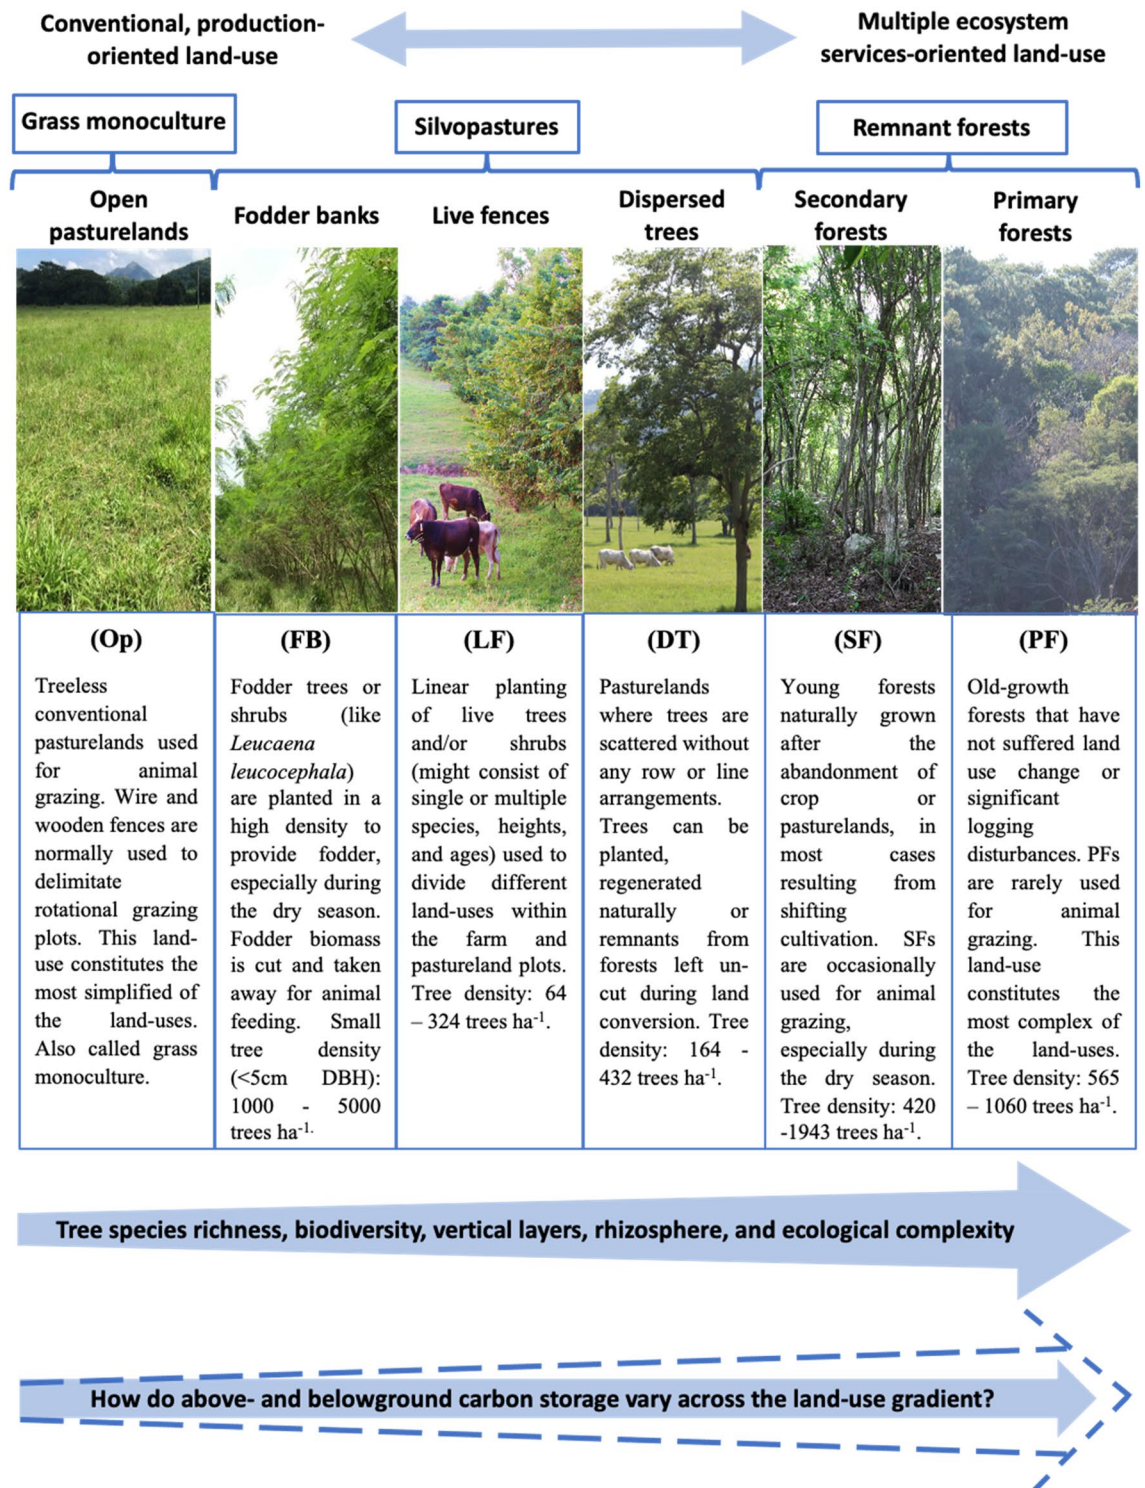 Conventional, production-
oriented land-use
Multiple ecosystem
services-oriented land-use
Grass monoculture
Silvopastures
Remnant forests
Open
pasturelands
Fodder banks
Live fences
Dispersed
trees
Secondary
forests
Primary
forests
(Op)
Treeless
conventional
pasturelands used
for animal
grazing. Wire and
wooden fences are
normally used to
delimitate
rotational grazing
plots. This land-
use constitutes the
most simplified of
the land-uses.
Also called grass
monoculture.
(FB)
Fodder trees or
shrubs (like
Leucaena
leucocephala)
are planted in a
high density to
provide fodder,
especially during
the dry season.
Fodder biomass
is cut and taken
away for animal
feeding. Small
tree density
(<5cm DBH):
1000 - 5000
trees ha⁻¹.
(LF)
Linear planting
of live trees
and/or shrubs
(might consist of
single or multiple
species, heights,
and ages) used to
divide different
land-uses within
the farm and
pastureland plots.
Tree density: 64
– 324 trees ha⁻¹.
(DT)
Pasturelands
where trees are
scattered without
any row or line
arrangements.
Trees can be
planted,
regenerated
naturally or
remnants from
forests left un-
cut during land
conversion. Tree
density: 164 -
432 trees ha⁻¹.
(SF)
Young forests
naturally grown
after the
abandonment of
crop or
pasturelands, in
most cases
resulting from
shifting
cultivation. SFs
are occasionally
used for animal
grazing,
especially during
the dry season.
Tree density: 420
-1943 trees ha⁻¹.
(PF)
Old-growth
forests that have
not suffered land
use change or
significant
logging
disturbances. PFs
are rarely used
for animal
grazing. This
land-use
constitutes the
most complex of
the land-uses.
Tree density: 565
– 1060 trees ha⁻¹.
Tree species richness, biodiversity, vertical layers, rhizosphere, and ecological complexity
How do above- and belowground carbon storage vary across the land-use gradient?